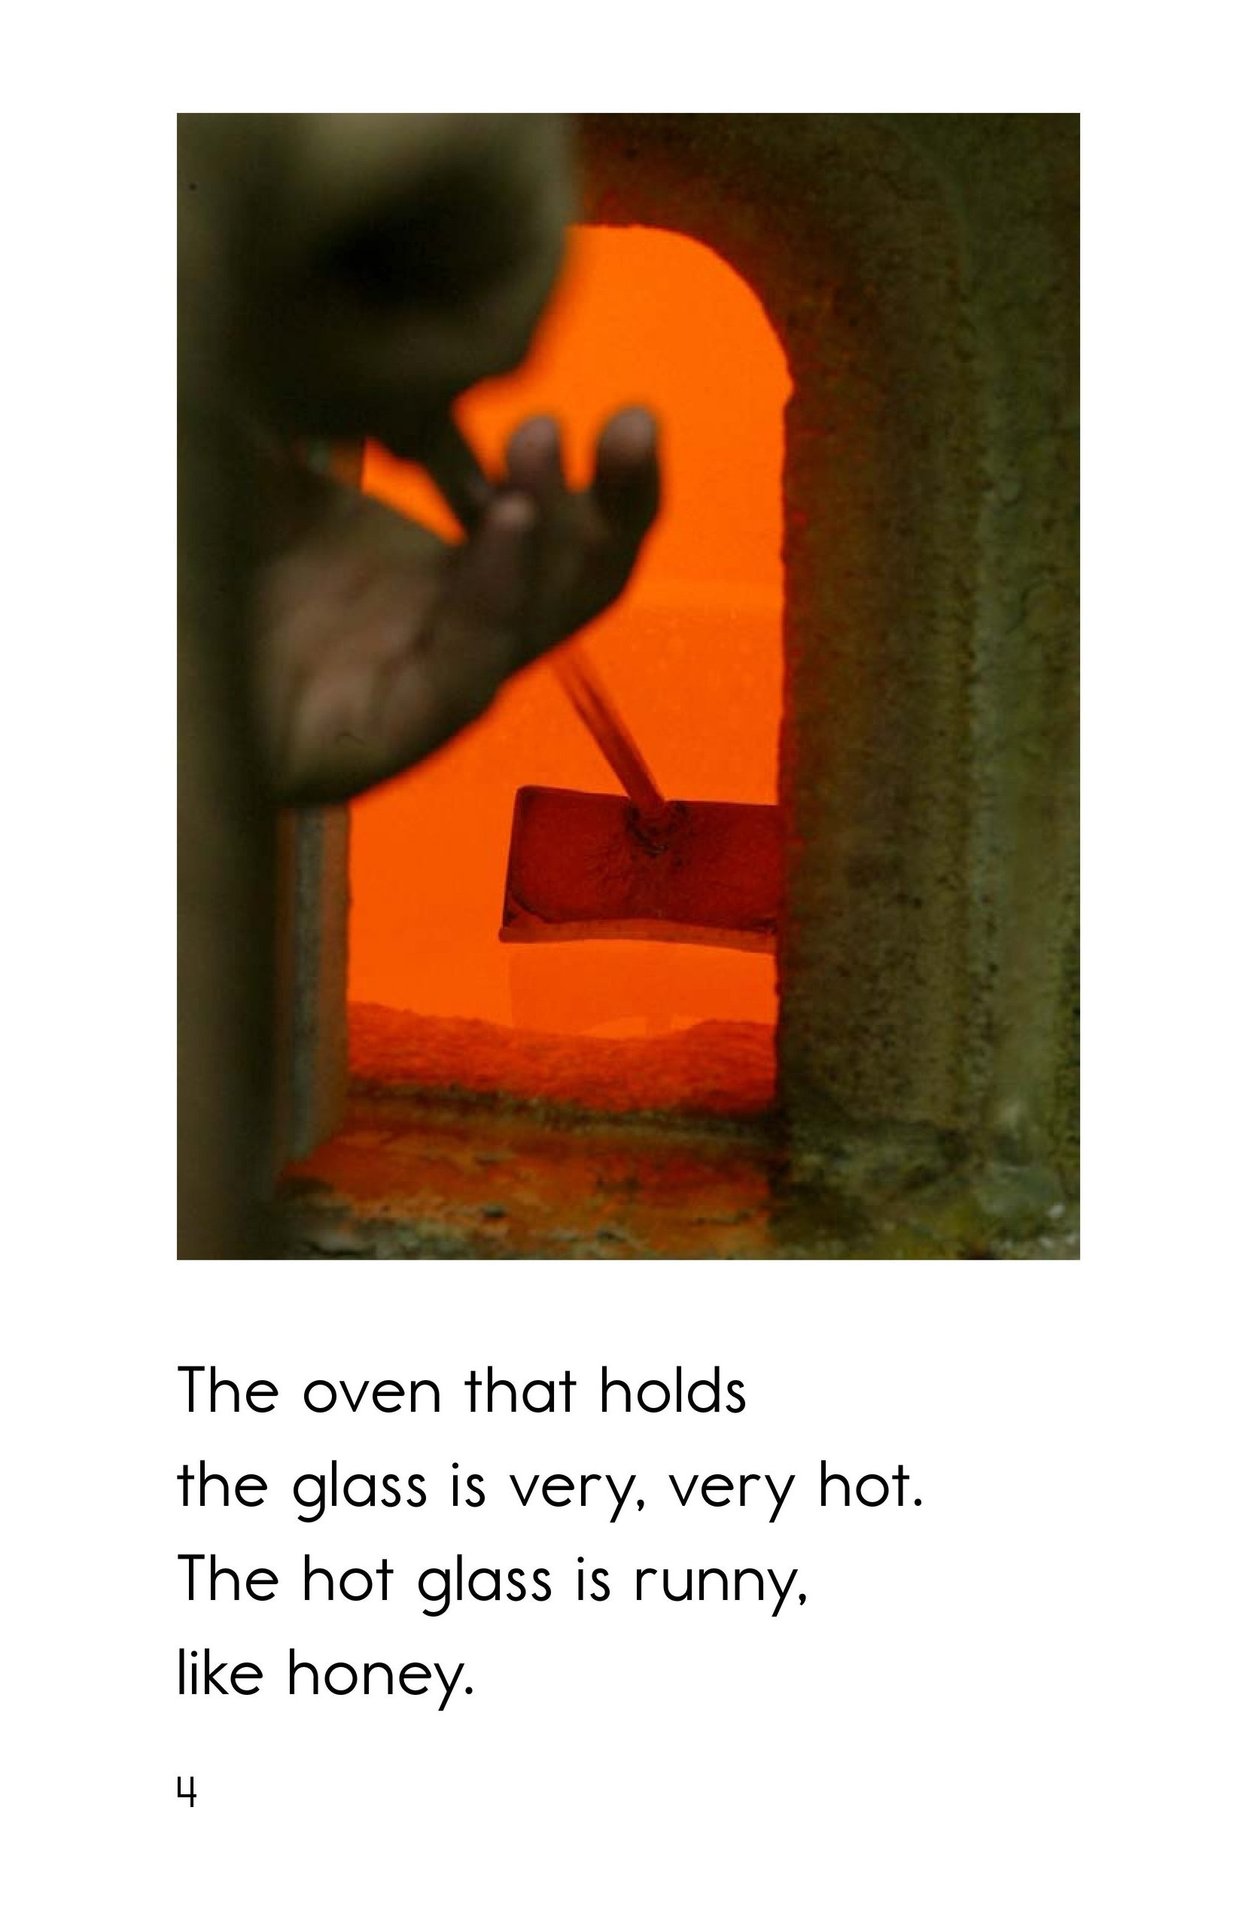 The oven that holds
the glass is very, very hot.
The hot glass is runny,
like honey.
4